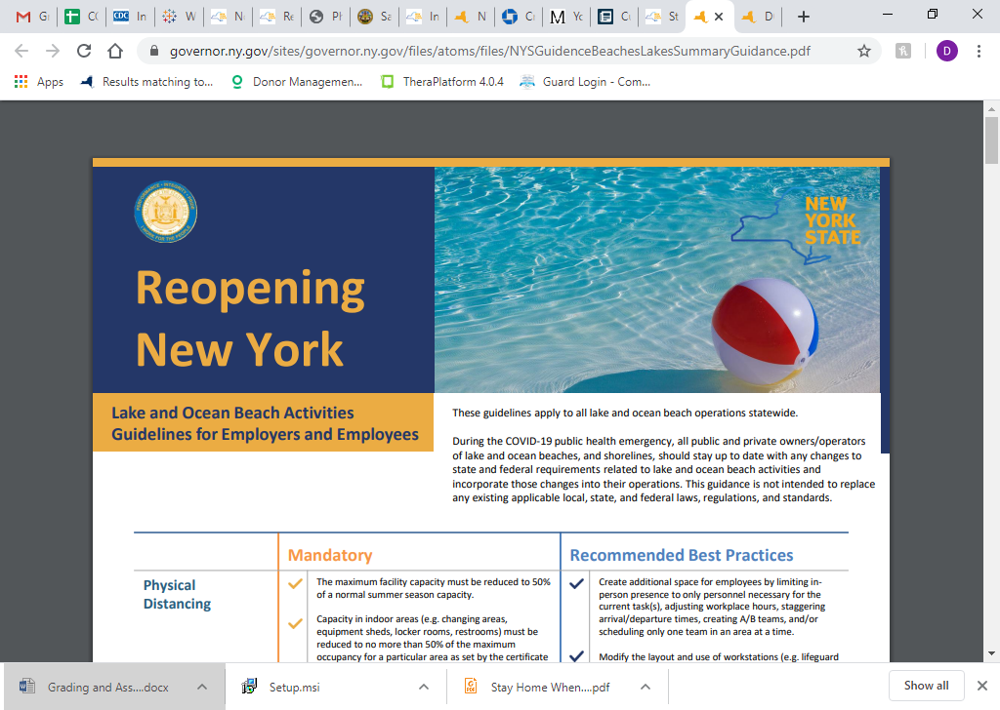 Gr
CO
CDC
In
W
N
Re
Ph
Sa
In
N
Cr
M
Yo
Cr
St
D
governor.ny.gov/sites/governor.ny.gov/files/atoms/files/NYSGuidenceBeachesLakesSummaryGuidance.pdf
D
Apps
Results matching to...
Donor Managemen...
TheraPlatform 4.0.4
Guard Login - Com...
NEW
YORK
STATE
Reopening
New York
Lake and Ocean Beach Activities
Guidelines for Employers and Employees
These guidelines apply to all lake and ocean beach operations statewide.
During the COVID-19 public health emergency, all public and private owners/operators
of lake and ocean beaches, and shorelines, should stay up to date with any changes to
state and federal requirements related to lake and ocean beach activities and
incorporate those changes into their operations. This guidance is not intended to replace
any existing applicable local, state, and federal laws, regulations, and standards.
Mandatory
Recommended Best Practices
Physical
Distancing
The maximum facility capacity must be reduced to 50%
of a normal summer season capacity.
Capacity in indoor areas (e.g. changing areas,
equipment sheds, locker rooms, restrooms) must be
reduced to no more than 50% of the maximum
occupancy for a particular area as set by the certificate
Create additional space for employees by limiting in-
person presence to only personnel necessary for the
current task(s), adjusting workplace hours, staggering
arrival/departure times, creating A/B teams, and/or
scheduling only one team in an area at a time.
Modify the layout and use of workstations (e.g. lifeguard
Grading and Ass....docx
Setup.msi
Stay Home When....pdf
Show all